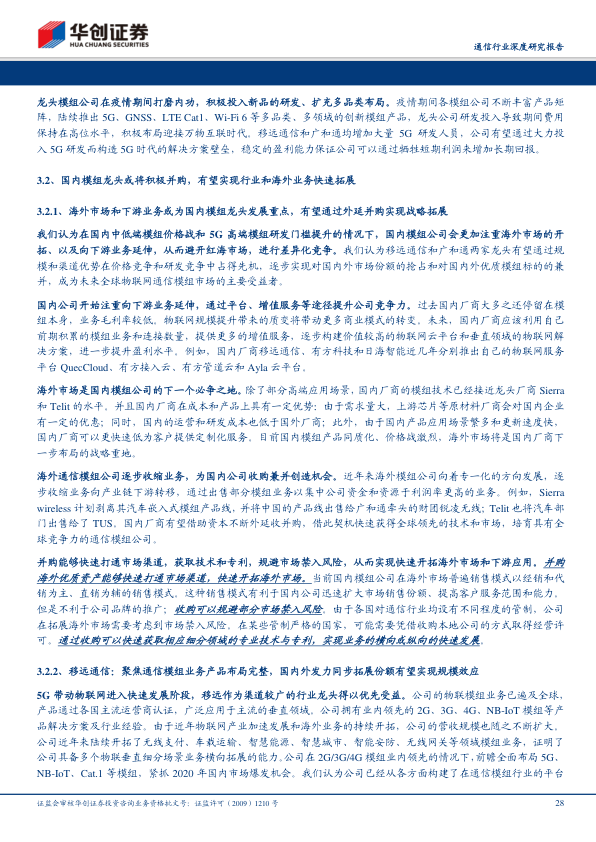 华创证券
HUA CHUANG SECURITIES
通信行业深度研究报告
龙头模组公司在疫情期间打磨内功，积极投入新品的研发、扩充多品类布局。疫情期间各模组公司不断丰富产品矩
阵，陆续推出 5G、GNSS、LTE Cat1、Wi-Fi 6 等多品类、多领域的创新模组产品，龙头公司研发投入导致期间费用
保持在高位水平，积极布局迎接万物互联时代。移远通信和广和通均增加大量 5G 研发人员，公司有望通过大力投
入 5G 研发而构造 5G 时代的解决方案壁垒，稳定的盈利能力保证公司可以通过牺牲短期利润来增加长期回报。
3.2、国内模组龙头或将积极并购，有望实现行业和海外业务快速拓展
3.2.1、海外市场和下游业务或为国内模组龙头发展重点，有望通过外延并购实现战略拓展
我们认为在国内中低端模组价格战和 5G 高端模组研发门槛提升的情况下，国内模组公司会更加注重海外市场的开
拓、以及向下游业务延伸，从而避开红海市场，进行差异化竞争。我们认为移远通信和广和通两家龙头有望通过规
模和渠道优势在价格竞争和研发竞争中占得先机，逐步实现对国内外市场份额的抢占和对国内外优质模组标的的兼
并，成为未来全球物联网通信模组市场的主要受益者。
国内公司开始注重向下游业务延伸，通过平台、增值服务等途径提升公司竞争力。过去国内厂商大多之还停留在模
组本身，业务毛利率较低。物联网规模提升带来的质变将带动更多商业模式的转变。未来，国内厂商应该利用自己
前期积累的模组业务和连接数量，提供更多的增值服务，逐步构建价值较高的物联网云平台和垂直领域的物联网解
决方案，进一步提升盈利水平。例如，国内厂商移远通信、有方科技和日海智能近几年分别推出自己的物联网服务
平台 QuecCloud、有方接入云、有方管道云和 Ayla 云平台。
海外市场是国内模组公司的下一个必争之地。除了部分高端应用场景，国内厂商的模组技术已经接近龙头厂商 Sierra
和 Telit 的水平。并且国内厂商在成本和产品上具有一定优势：由于需求量大，上游芯片等原材料厂商会对国内企业
有一定的优惠；同时，国内的运营和研发成本也低于国外厂商；此外，由于国内产品应用场景繁多和更新速度快，
国内厂商可以更快速低为客户提供定制化服务。目前国内模组产品同质化、价格战激烈，海外市场将是国内厂商下
一步布局的战略重地。
海外通信模组公司逐步收缩业务，为国内公司收购兼并创造机会。近年来海外模组公司向着专一化的方向发展，逐
步收缩业务向产业链下游转移，通过出售部分模组业务以集中公司资金和资源于利润率更高的业务。例如，Sierra
wireless 计划剥离其汽车嵌入式模组产品线，并将中国的产品线出售给广和通牵头的财团锐凌无线；Telit 也将汽车部
门出售给了 TUS。国内厂商有望借助资本不断外延收并购，借此契机快速获得全球领先的技术和市场，培育具有全
球竞争力的通信模组公司。
并购能够快速打通市场渠道，获取技术和专利，规避市场禁入风险，从而实现快速开拓海外市场和下游应用。并购
海外优质资产能够快速打通市场渠道，快速开拓海外市场。当前国内模组公司在海外市场普遍销售模式以经销和代
销为主、直销为辅的销售模式。这种销售模式有利于国内公司迅速扩大市场销售份额、提高客户服务范围和能力，
但是不利于公司品牌的推广；收购可以规避部分市场禁入风险。由于各国对通信行业均设有不同程度的管制，公司
在拓展海外市场需要考虑到市场禁入风险。在某些管制严格的国家，可能需要凭借收购本地公司的方式取得经营许
可。通过收购可以快速获取相应细分领域的专业技术与专利，实现业务的横向或纵向的快速发展。
3.2.2、移远通信：聚焦通信模组业务产品布局完整，国内外发力同步拓展份额有望实现规模效应
5G 带动物联网进入快速发展阶段，移远作为渠道较广的行业龙头得以优先受益。公司的物联模组业务已遍及全球，
产品通过各国主流运营商认证，广泛应用于主流的垂直领域。公司拥有业内领先的 2G、3G、4G、NB-IoT 模组等产
品解决方案及行业经验。由于近年物联网产业加速发展和海外业务的持续开拓，公司的营收规模也随之不断扩大。
公司近年来陆续开拓了无线支付、车载运输、智慧能源、智慧城市、智能安防、无线网关等领域模组业务，证明了
公司具备多个物联垂直细分场景业务横向拓展的能力。公司在 2G/3G/4G 模组业内领先的情况下，前瞻全面布局 5G、
NB-IoT、Cat.1 等模组，紧抓 2020 年国内市场爆发机会。我们认为公司已经从各方面构建了在通信模组行业的平台
证监会审核华创证券投资咨询业务资格批文号：证监许可（2009）1210 号
28